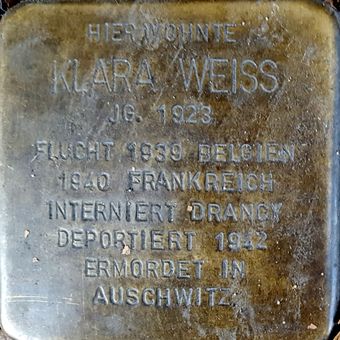 HIER WOHNTE
KLARA WEISS
JG. 1923
FLUCHT 1939 BELGIEN
1940 FRANKREICH
INTERNIERT DRANCY
DEPORTIERT 1942
ERMORDET IN
AUSCHWITZ